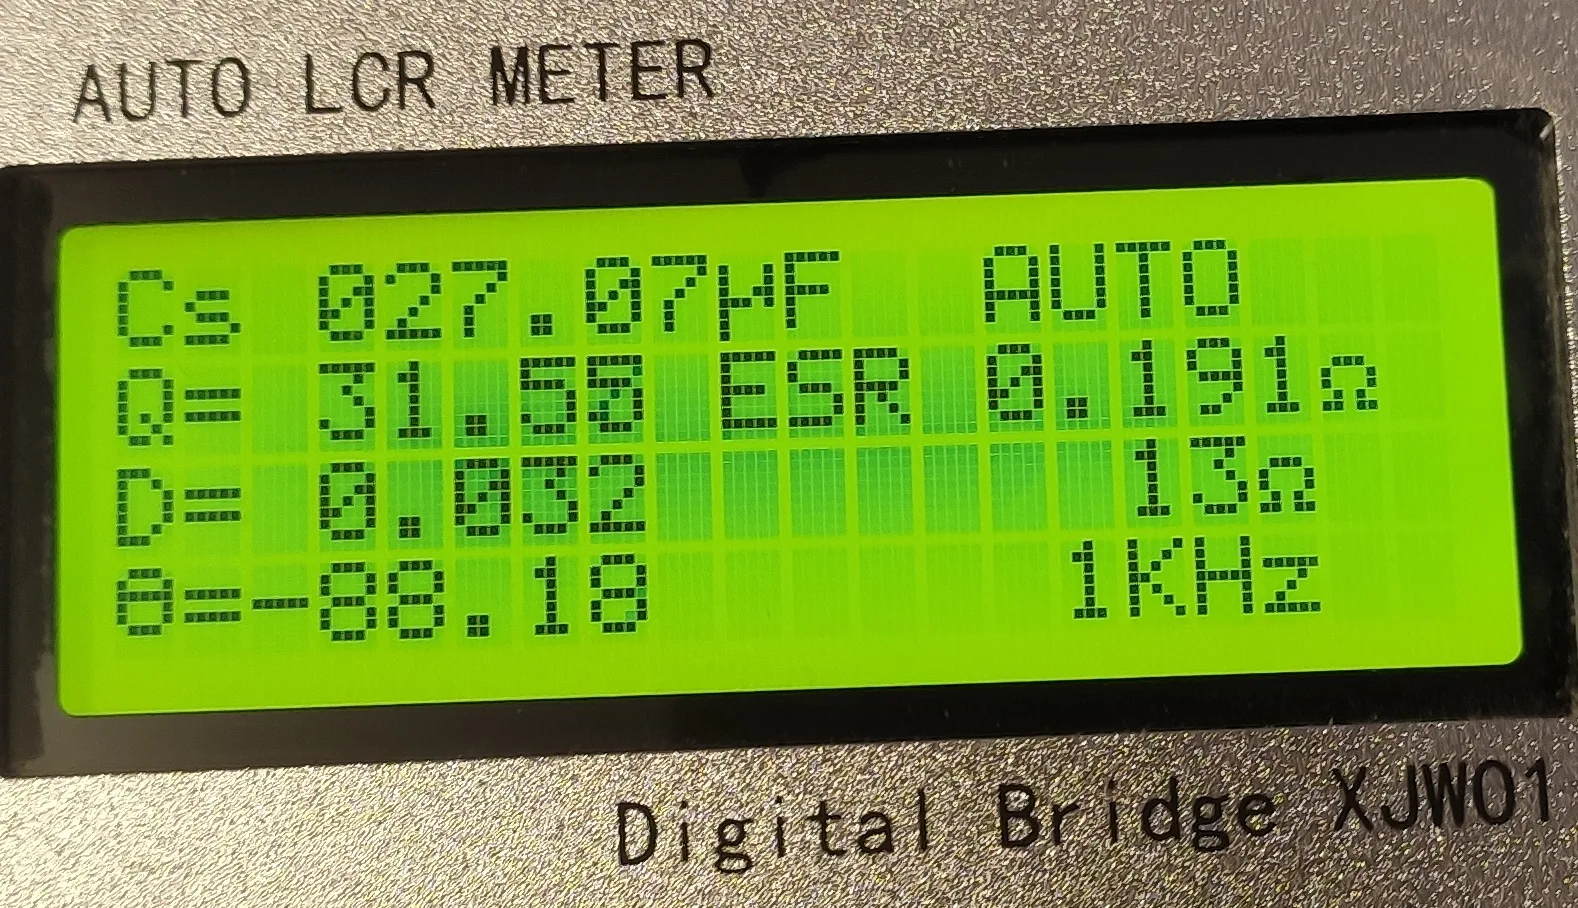 AUTO LCR METER
Cs 027.07µF AUTO
Q= 31.5 ESR 0.191Ω
D= 0.032 13Ω
θ=-88.18 1KHz
Digital Bridge XJW01